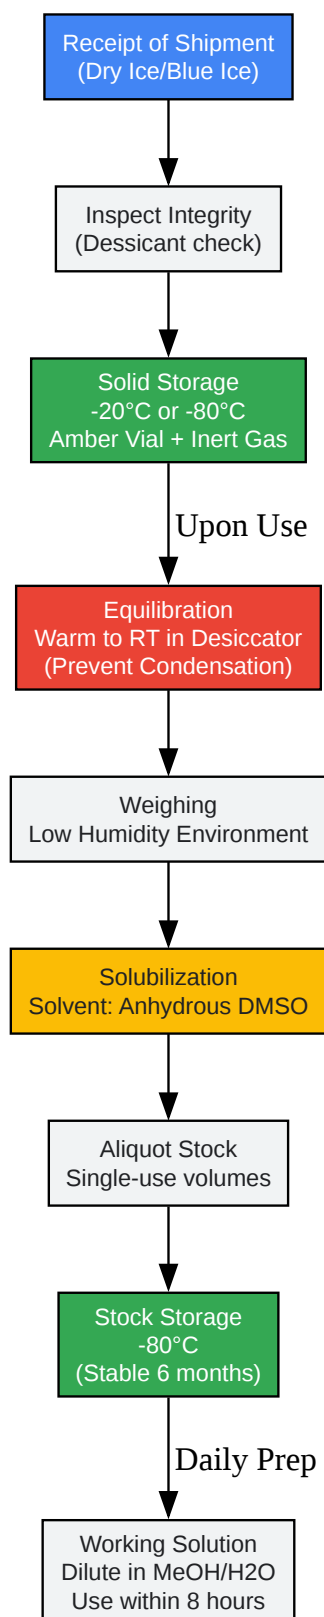 Receipt of Shipment
(Dry Ice/Blue Ice)
Inspect Integrity
(Dessicant check)
Solid Storage
-20°C or -80°C
Amber Vial + Inert Gas
Upon Use
Equilibration
Warm to RT in Desiccator
(Prevent Condensation)
Weighing
Low Humidity Environment
Solubilization
Solvent: Anhydrous DMSO
Aliquot Stock
Single-use volumes
Stock Storage
-80°C
(Stable 6 months)
Daily Prep
Working Solution
Dilute in MeOH/H2O
Use within 8 hours